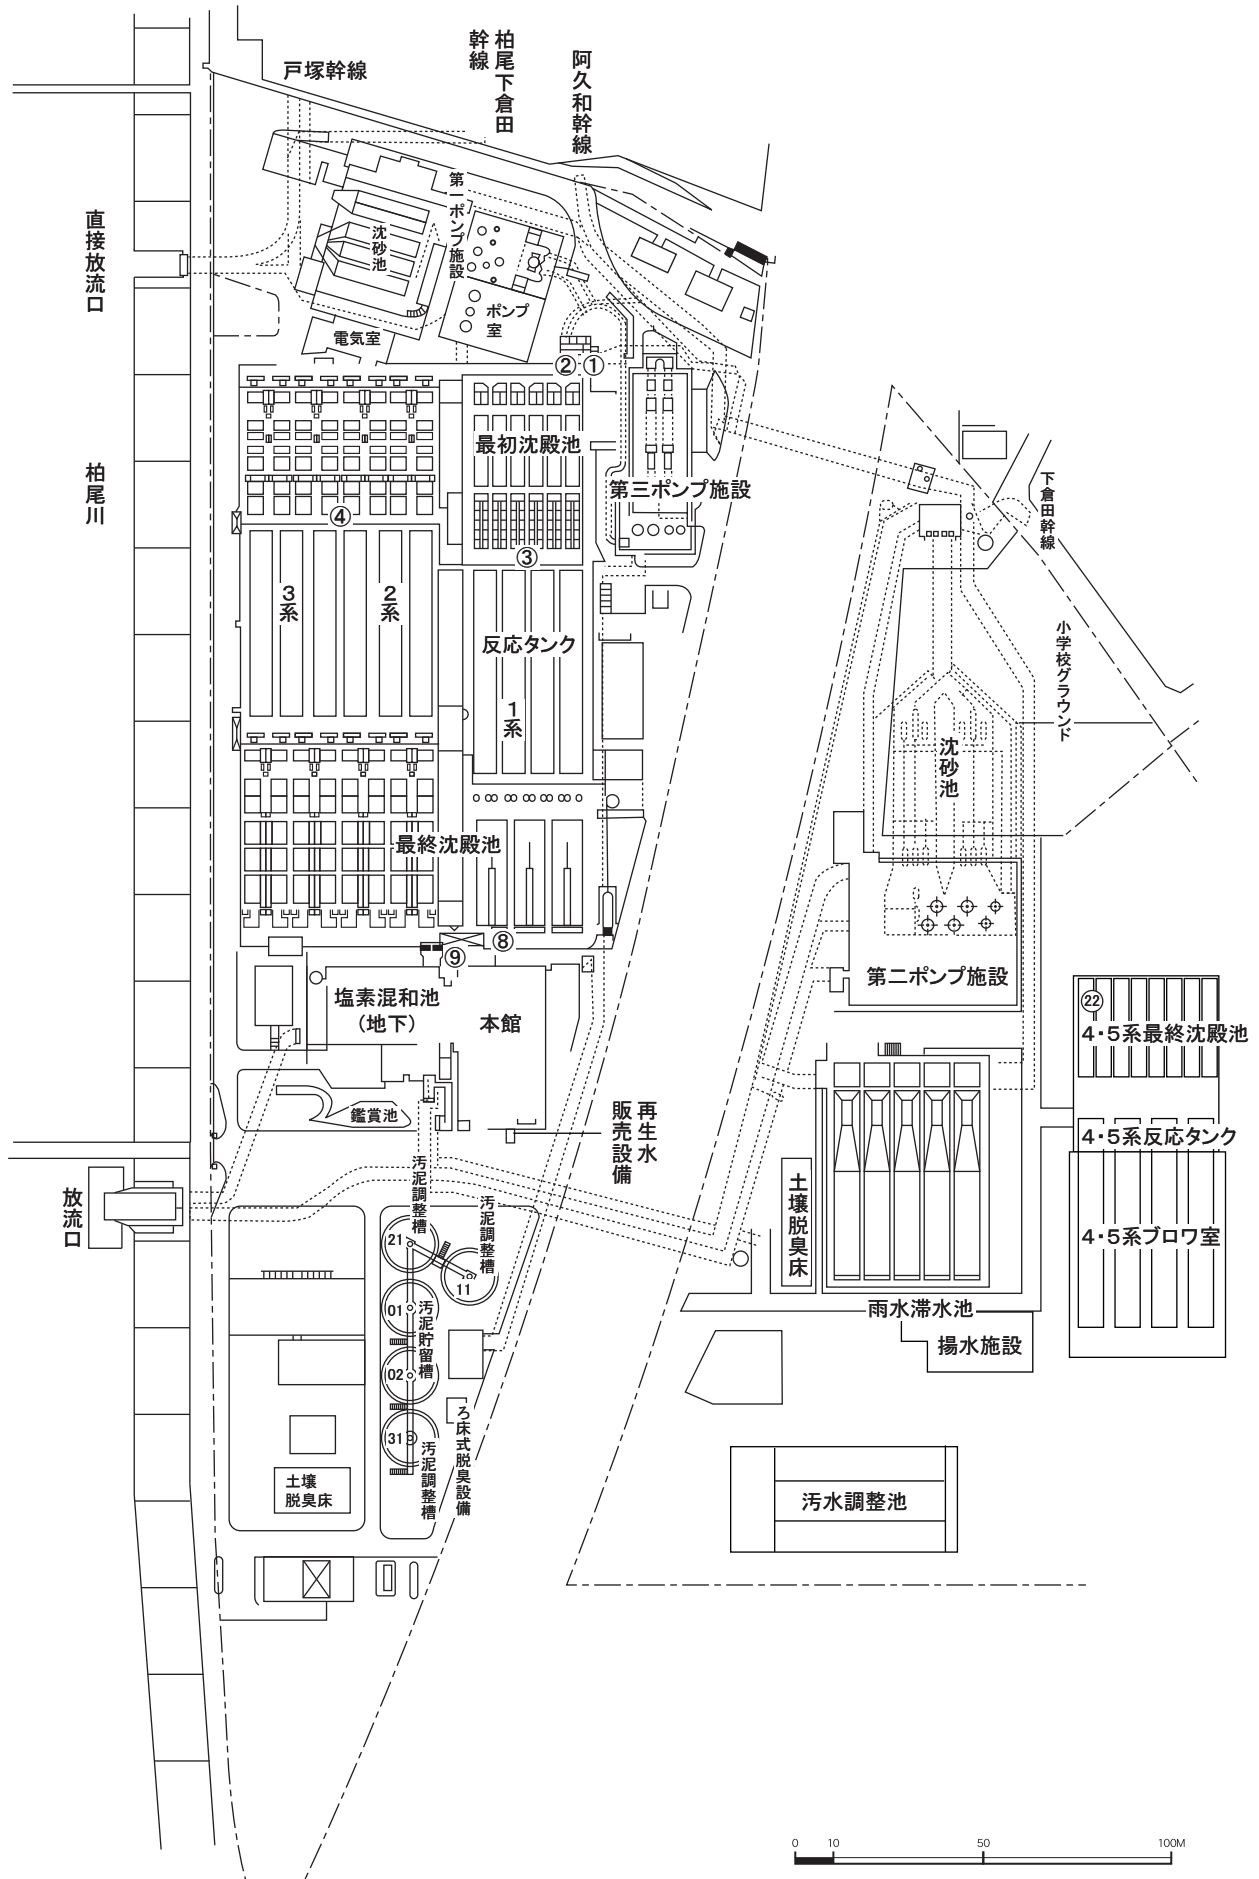 戸塚幹線
柏尾下倉田
幹線
阿久和幹線
直接放流口
柏尾川
第一ポンプ施設
沈砂池
ポンプ
室
電気室
②
①
最初沈殿池
第三ポンプ施設
④
③
3系
2系
反応タンク
1系
最終沈殿池
⑧
⑨
塩素混和池
(地下)
本館
鑑賞池
再生水
販売設備
放流口
汚泥調整槽
汚泥調整槽
21
11
01
汚泥貯留槽
02
31
汚泥調整槽
ろ床式脱臭設備
土壌
脱臭床
下倉田幹線
小学校グラウンド
沈砂池
第二ポンプ施設
㉒
4・5系最終沈殿池
4・5系反応タンク
4・5系ブロワ室
土壌脱臭床
雨水滞水池
揚水施設
汚水調整池
0 10 50 100M